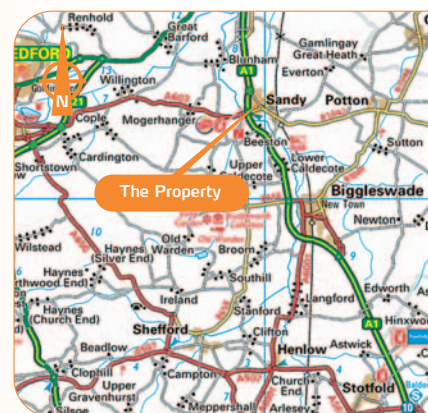 Renhold
Great
Barford
EDFORD
Willington
Blunham
A1
Gamlingay
Great Heath
Everton
N
Sandy
Potton
A603
Cople
Mogerhanger
Cardington
Beeston
Sutton
Shortstown
Upper
Caldecote
Lower
Caldecote
The Property
Biggleswade
New Town
Newton
Wilstead
Haynes
(Silver End)
Old
Warden
Broom
Haynes
Southill
Edworth
Ireland
Langford
Haynes
(Church End)
Stanford
A1
Shefford
Clifton
Beadlow
Henlow
Astwick
Clophill
Campton
Church
End
Upper
Gravenhurst
Stotfold
Meppershall
Arlesey